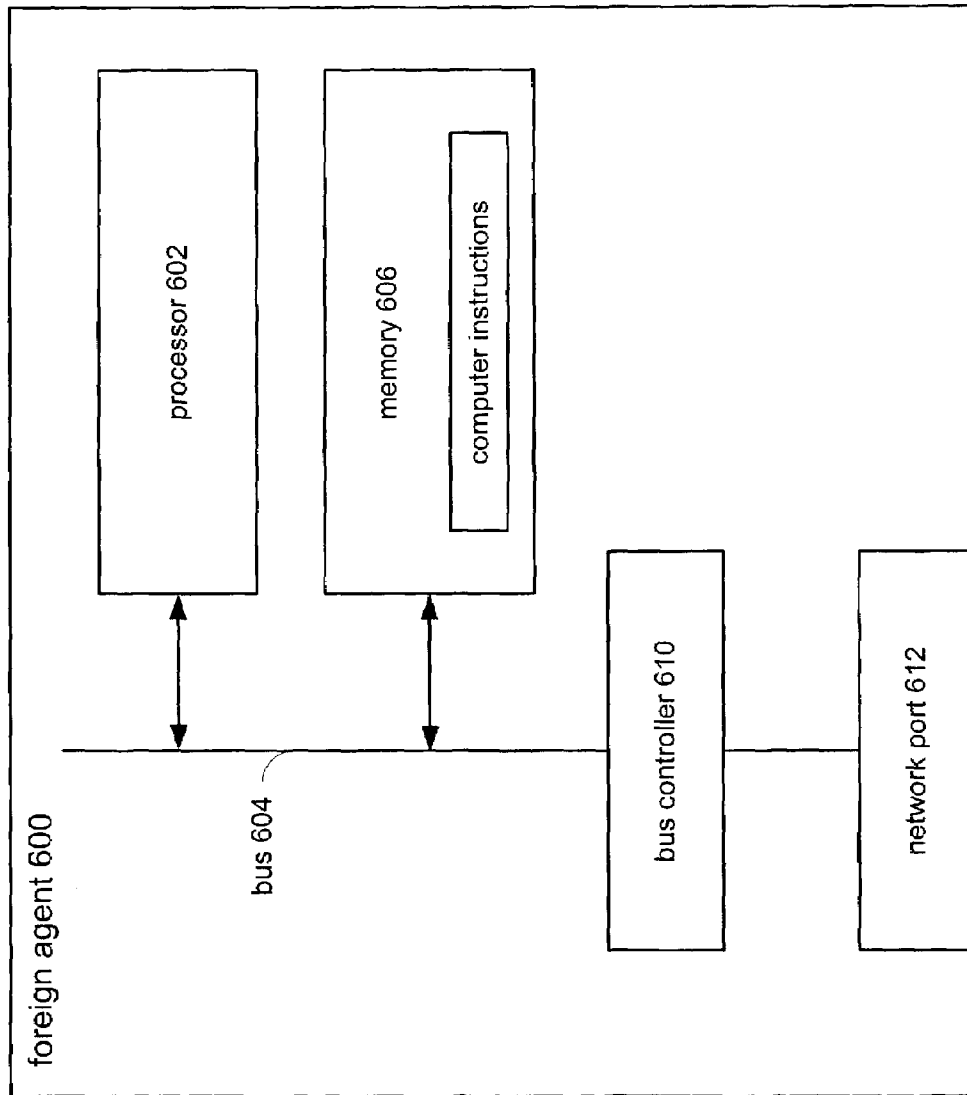 foreign agent 600
processor 602
memory 606
computer instructions
bus 604
bus controller 610
network port 612